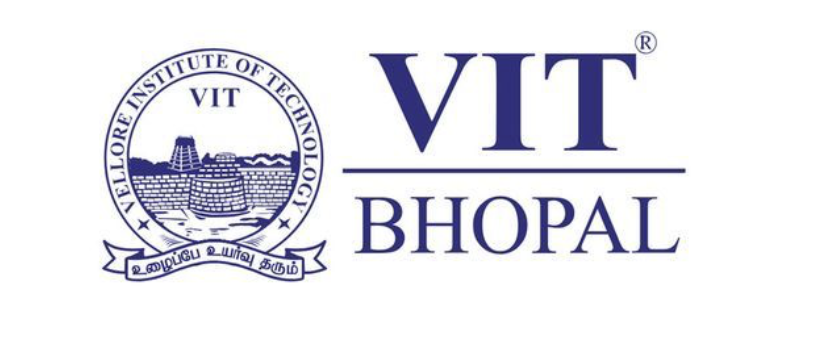 VELLORE INSTITUTE OF TECHNOLOGY
VIT
உழைப்பே உயர்வு தரும்
VIT®
BHOPAL